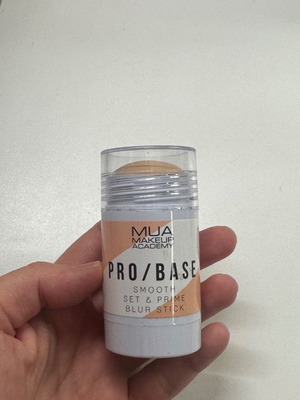 MUA
MAKEUP
ACADEMY
PRO/BASE
SMOOTH
SET & PRIME
BLUR STICK